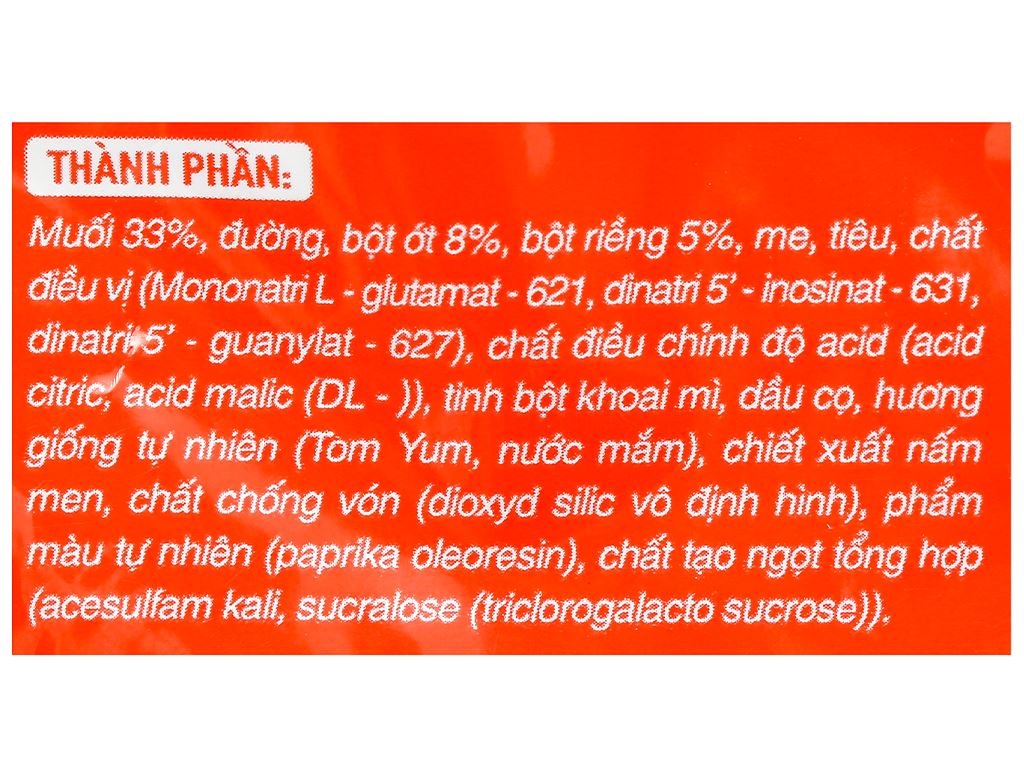 THÀNH PHẦN:
Muối 33%, đường, bột ớt 8%, bột riềng 5%, me, tiêu, chất
điều vị (Mononatri L - glutamat - 621, dinatri 5' - inosinat - 631,
dinatri 5' - guanylat - 627), chất điều chỉnh độ acid (acid
citric, acid malic (DL - )), tinh bột khoai mì, dầu cọ, hương
giống tự nhiên (Tom Yum, nước mắm), chiết xuất nấm
men, chất chống vón (dioxyd silic vô định hình), phẩm
màu tự nhiên (paprika oleoresin), chất tạo ngọt tổng hợp
(acesulfam kali, sucralose (triclorogalacto sucrose)).